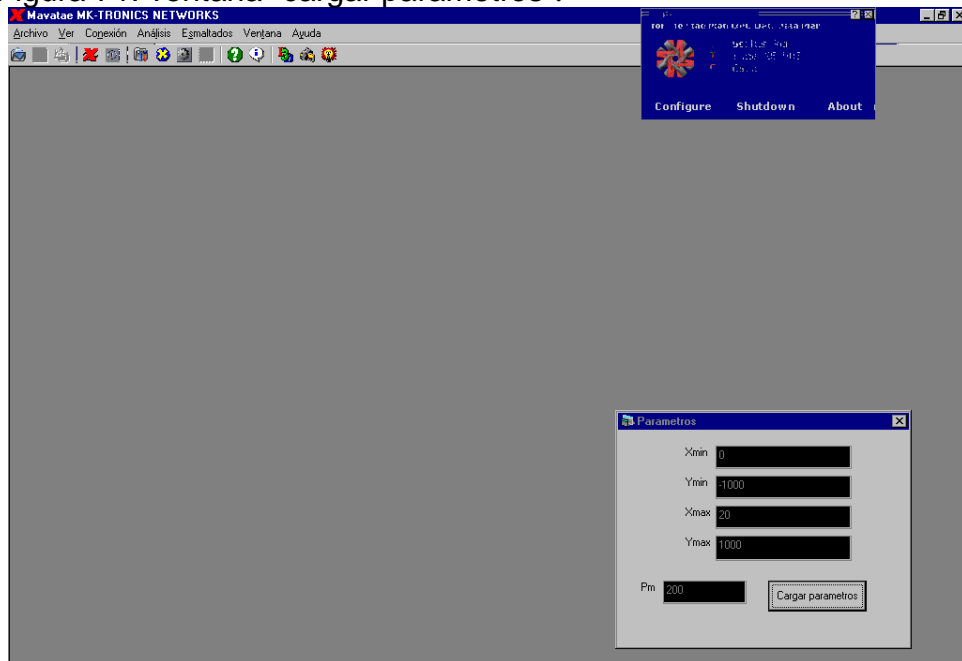 Mavatae MK-TRONICS NETWORKS
Archivo Ver Conexión Análisis Esmaltados Ventana Ayuda
Configure Shutdown About
Parametros
Xmin 0
Ymin -1000
Xmax 20
Ymax 1000
Pm 200 Cargar parametros